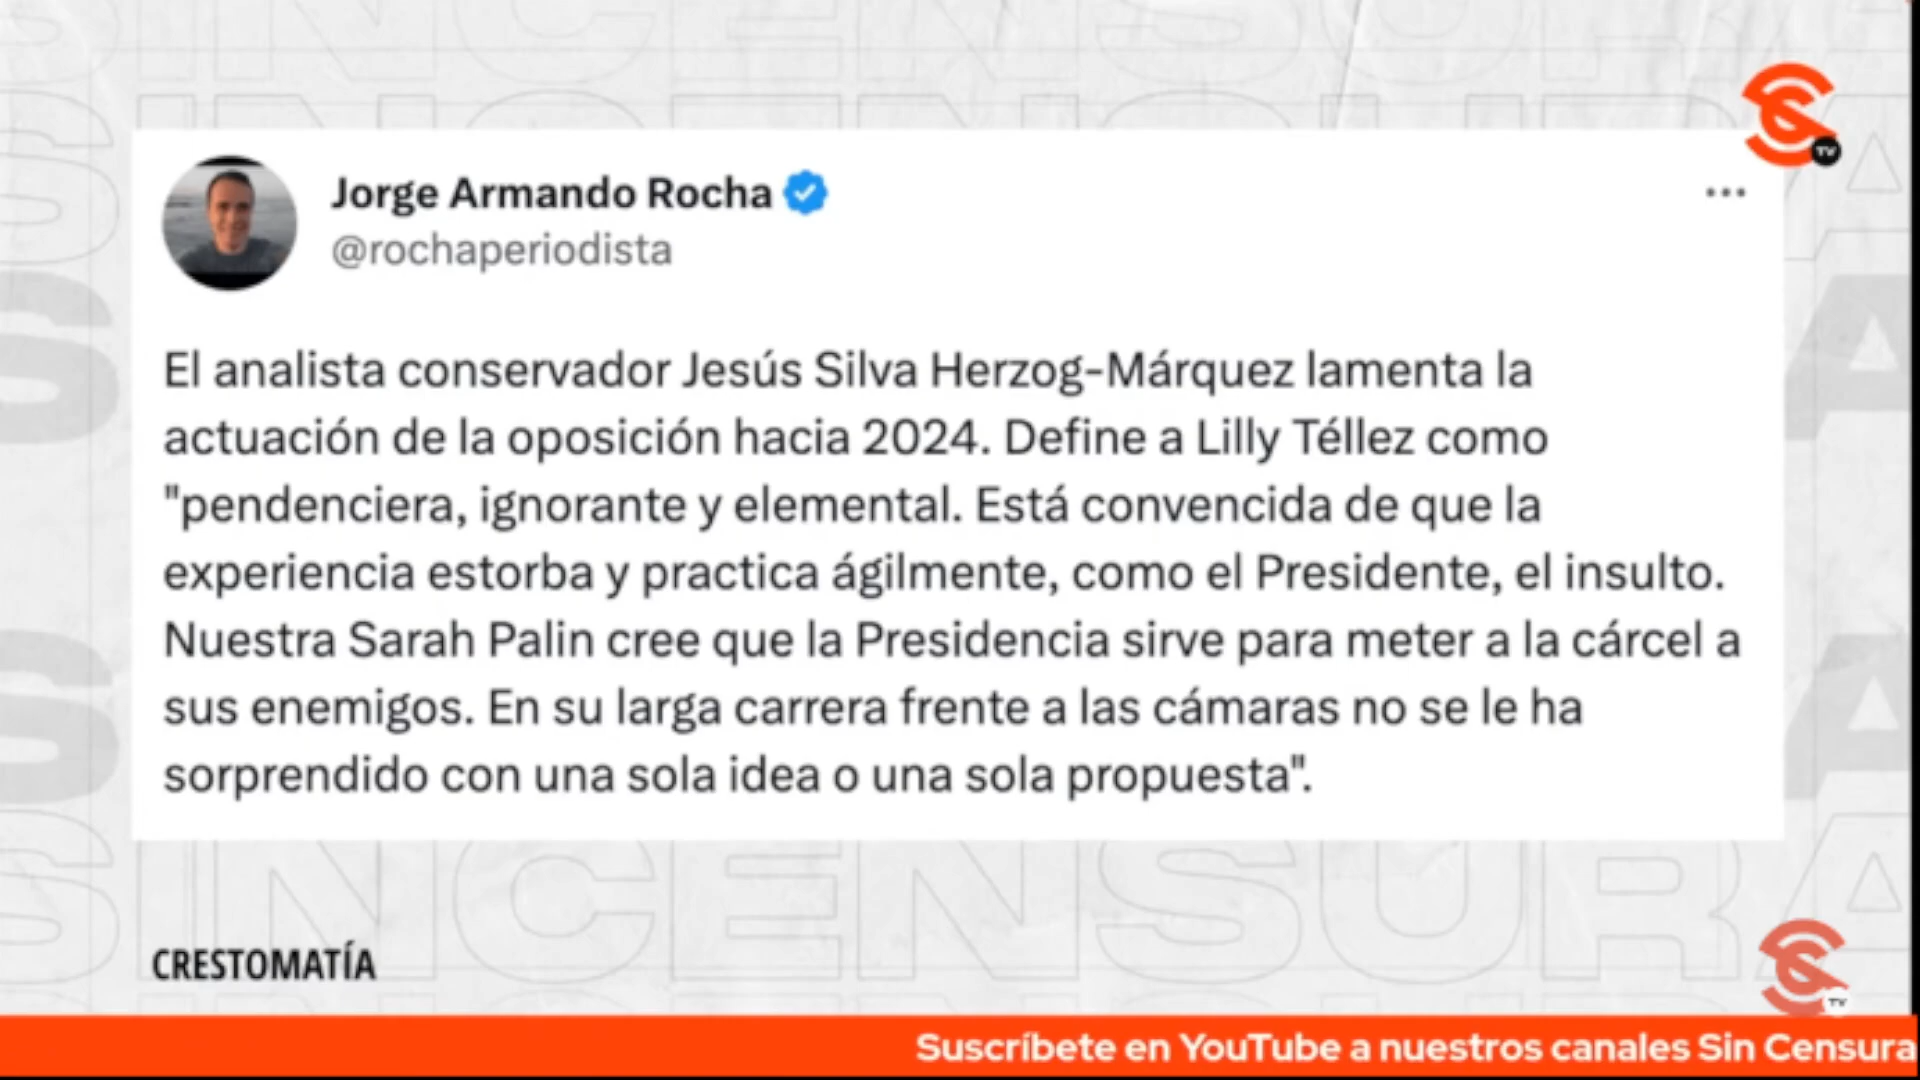 SINCENSURA
TV
Jorge Armando Rocha
@rochaperiodista
El analista conservador Jesús Silva Herzog-Márquez lamenta la
actuación de la oposición hacia 2024. Define a Lilly Téllez como
"pendenciera, ignorante y elemental. Está convencida de que la
experiencia estorba y practica ágilmente, como el Presidente, el insulto.
Nuestra Sarah Palin cree que la Presidencia sirve para meter a la cárcel a
sus enemigos. En su larga carrera frente a las cámaras no se le ha
sorprendido con una sola idea o una sola propuesta".
SINCENSURA
CRESTOMATÍA
TV
Suscríbete en YouTube a nuestros canales Sin Censura